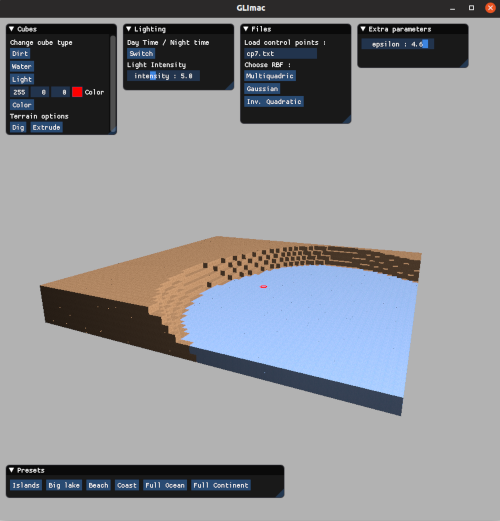 GLImac
Cubes
Change cube type
Dirt
Water
Light
255 0 0 Color
Color
Terrain options
Dig Extrude
Lighting
Day Time / Night time
Switch
Light Intensity
intensity : 5.0
Files
Load control points :
cp7.txt
Choose RBF :
Multiquadric
Gaussian
Inv. Quadratic
Extra parameters
epsilon : 4.6
Presets
Islands Big lake Beach Coast Full Ocean Full Continent